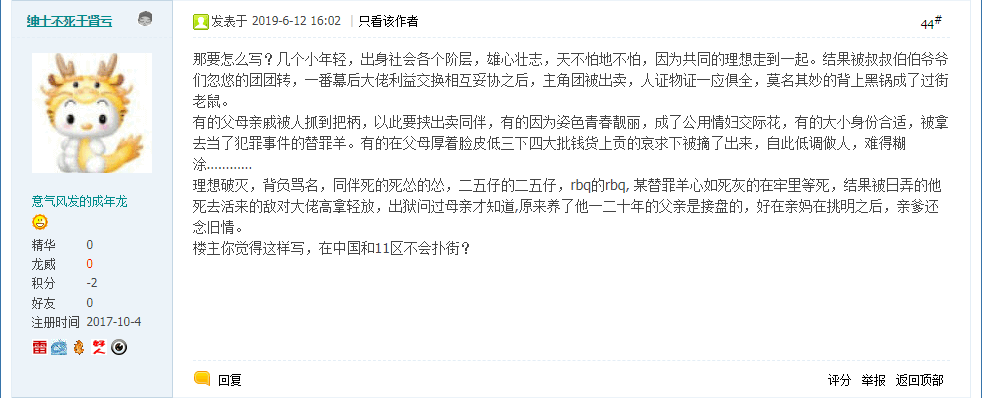 绅士不死于昏云
发表于 2019-6-12 16:02 | 只看该作者
44#
那要怎么写？几个小年轻，出身社会各个阶层，雄心壮志，天不怕地不怕，因为共同的理想走到一起。结果被叔叔伯伯爷爷
们忽悠的团团转，一番幕后大佬利益交换相互妥协之后，主角团被出卖，人证物证一应俱全，莫名其妙的背上黑锅成了过街
老鼠。
有的父母亲戚被人抓到把柄，以此要挟出卖同伴，有的因为姿色青春靓丽，成了公用情妇交际花，有的大小身份合适，被拿
去当了犯罪事件的替罪羊。有的在父母厚着脸皮低三下四大批钱货上贡的哀求下被摘了出来，自此低调做人，难得糊
涂…………
理想破灭，背负骂名，同伴死的死怂的怂，二五仔的二五仔，rbq的rbq, 某替罪羊心如死灰的在牢里等死，结果被日弄的他
死去活来的敌对大佬高拿轻放，出狱问过母亲才知道,原来养了他一二十年的父亲是接盘的，好在亲妈在挑明之后，亲爹还
念旧情。
楼主你觉得这样写，在中国和11区不会扑街？
意气风发的成年龙
精华 0
龙威 0
积分 -2
好友 0
注册时间 2017-10-4
回复
评分 举报 返回顶部